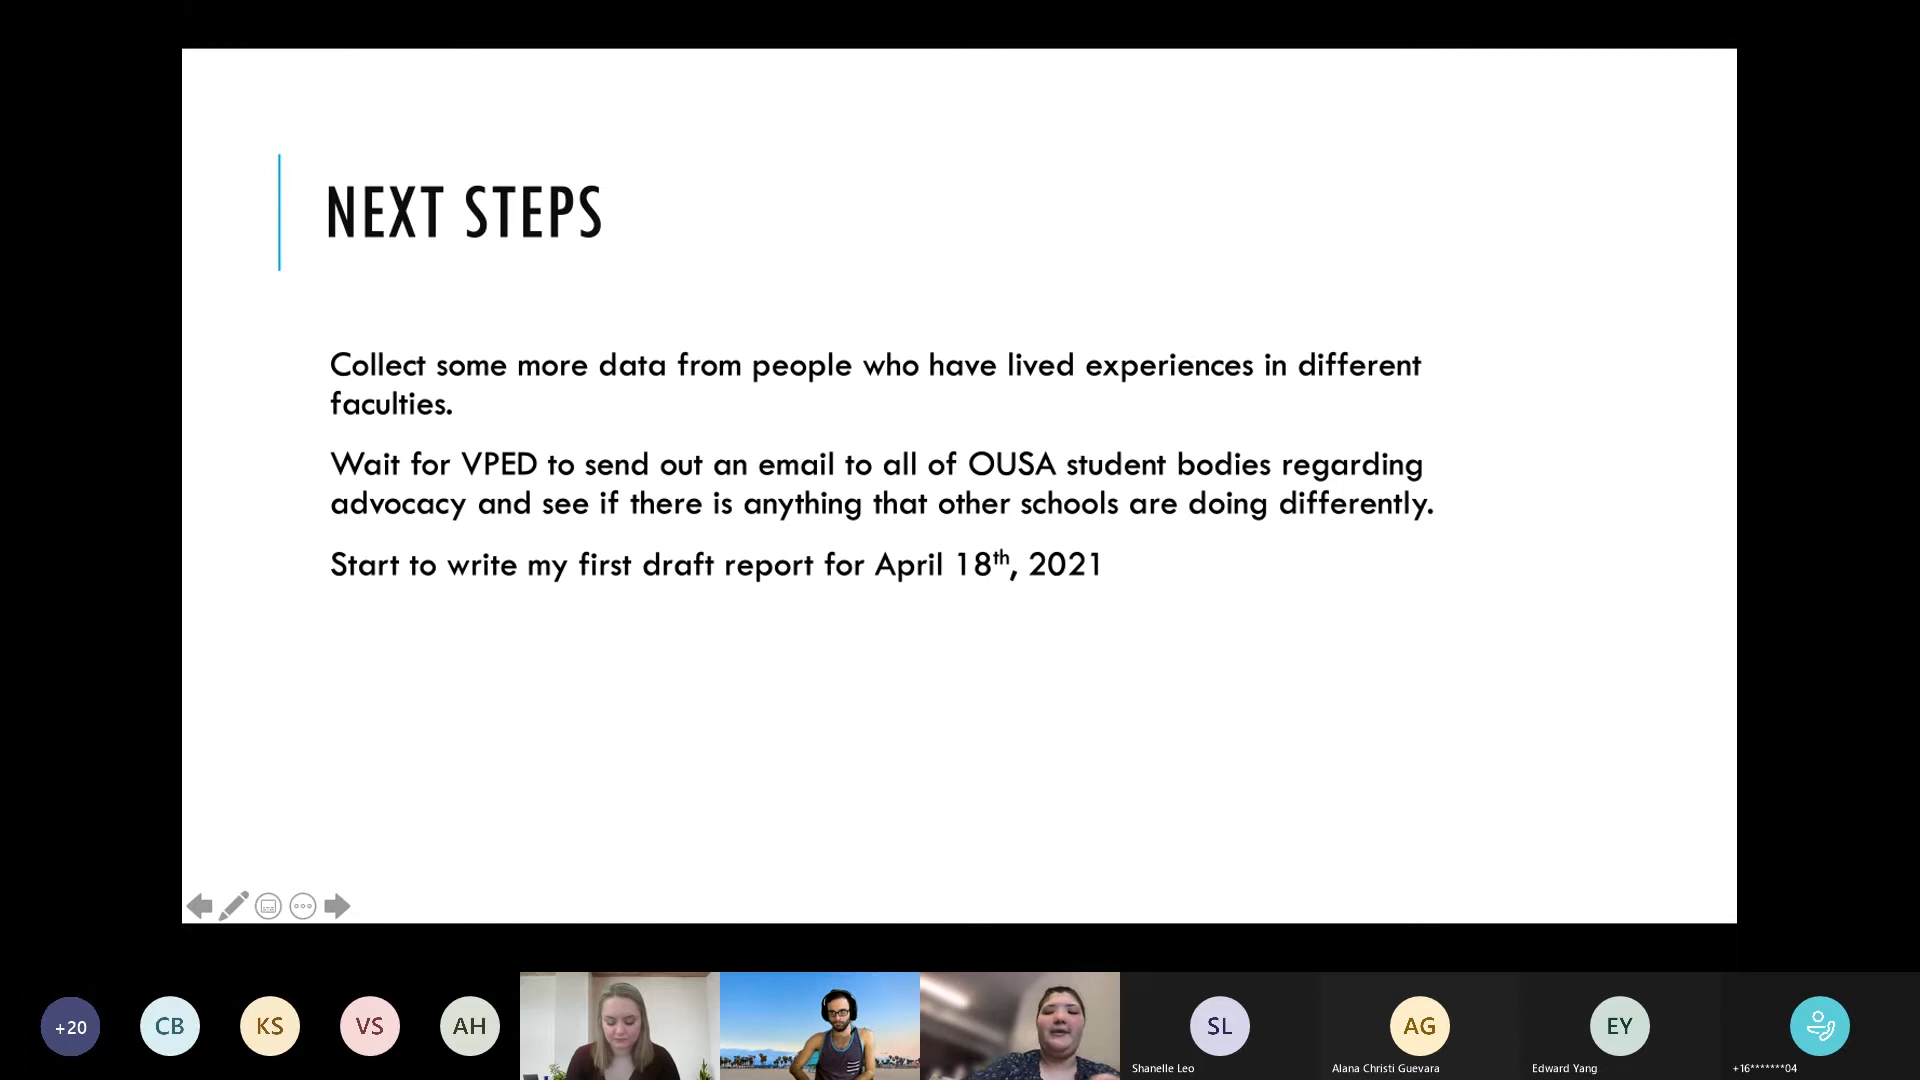 NEXT STEPS
Collect some more data from people who have lived experiences in different
faculties.
Wait for VPED to send out an email to all of OUSA student bodies regarding
advocacy and see if there is anything that other schools are doing differently.
Start to write my first draft report for April 18th, 2021
+20
CB
KS
VS
AH
SL
AG
EY
Shanelle Leo
Alana Christi Guevara
Edward Yang
+16*******04